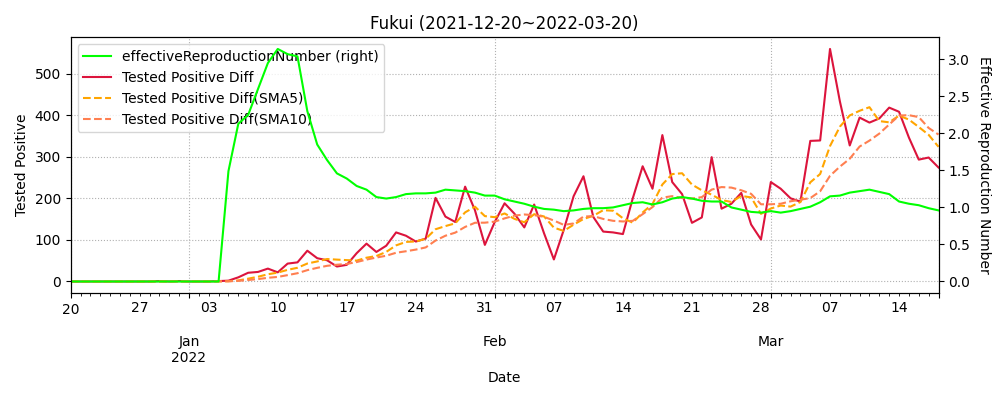 Fukui (2021-12-20~2022-03-20)
effectiveReproductionNumber (right)
Tested Positive Diff
Tested Positive Diff(SMA5)
Tested Positive Diff(SMA10)
Tested Positive
500
400
300
200
100
0
Effective Reproduction Number
3.0
2.5
2.0
1.5
1.0
0.5
0.0
20 27 03 10 17 24 31 07 14 21 28 07 14
Jan Feb Mar
2022
Date